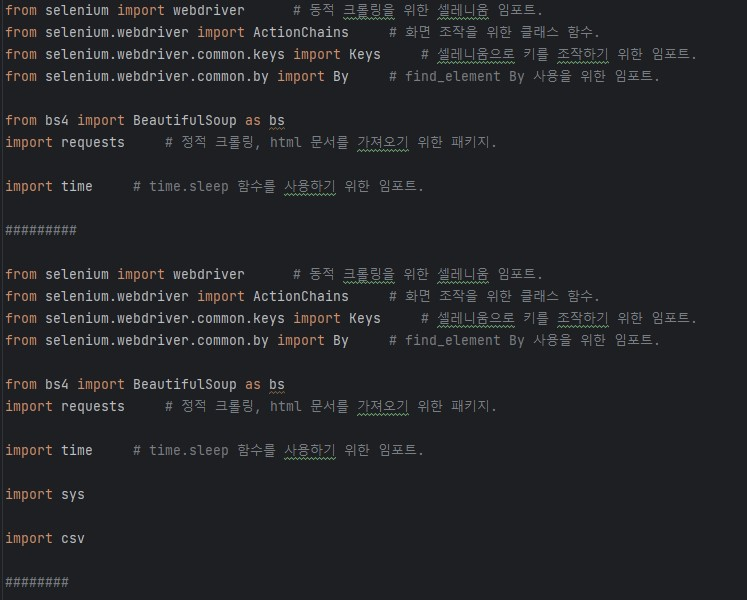 from selenium import webdriver      # 동적 크롤링을 위한 셀레니움 임포트.
from selenium.webdriver import ActionChains     # 화면 조작을 위한 클래스 함수.
from selenium.webdriver.common.keys import Keys     # 셀레니움으로 키를 조작하기 위한 임포트.
from selenium.webdriver.common.by import By     # find_element By 사용을 위한 임포트.
from bs4 import BeautifulSoup as bs
import requests     # 정적 크롤링, html 문서를 가져오기 위한 패키지.
import time     # time.sleep 함수를 사용하기 위한 임포트.
#########
from selenium import webdriver      # 동적 크롤링을 위한 셀레니움 임포트.
from selenium.webdriver import ActionChains     # 화면 조작을 위한 클래스 함수.
from selenium.webdriver.common.keys import Keys     # 셀레니움으로 키를 조작하기 위한 임포트.
from selenium.webdriver.common.by import By     # find_element By 사용을 위한 임포트.
from bs4 import BeautifulSoup as bs
import requests     # 정적 크롤링, html 문서를 가져오기 위한 패키지.
import time     # time.sleep 함수를 사용하기 위한 임포트.
import sys
import csv
########